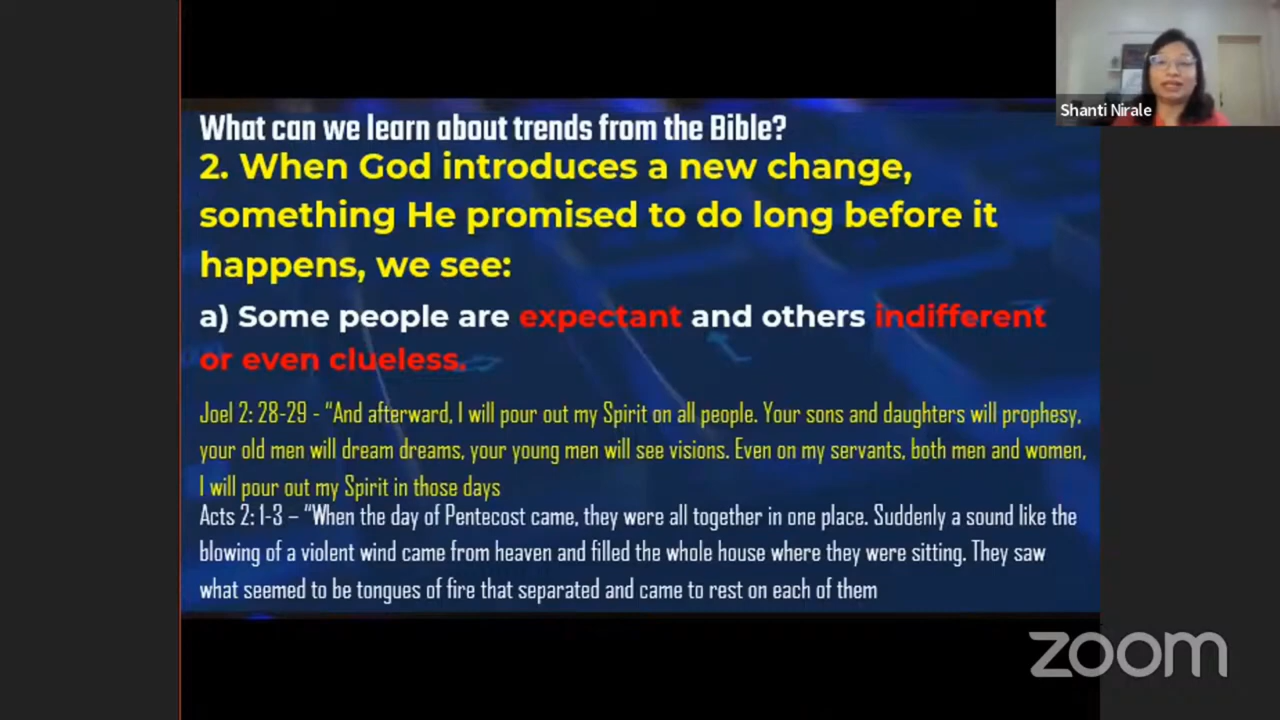 Shanti Nirale
What can we learn about trends from the Bible?
2. When God introduces a new change,
something He promised to do long before it
happens, we see:
a) Some people are expectant and others indifferent
or even clueless.
Joel 2: 28-29 - “And afterward, I will pour out my Spirit on all people. Your sons and daughters will prophesy,
your old men will dream dreams, your young men will see visions. Even on my servants, both men and women,
I will pour out my Spirit in those days
Acts 2: 1-3 – “When the day of Pentecost came, they were all together in one place. Suddenly a sound like the
blowing of a violent wind came from heaven and filled the whole house where they were sitting. They saw
what seemed to be tongues of fire that separated and came to rest on each of them
zoom